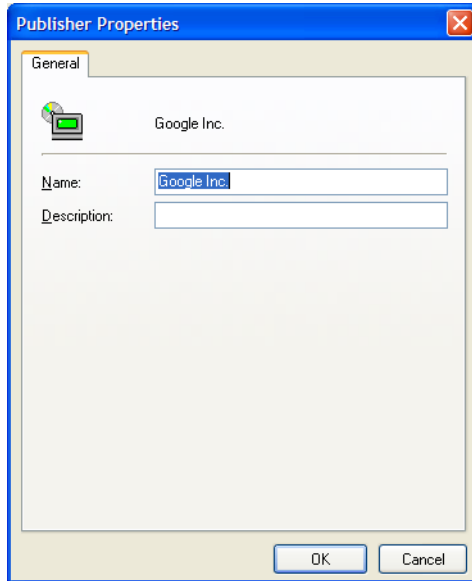 Publisher Properties
General
Google Inc.
Name: Google Inc.
Description:
OK Cancel